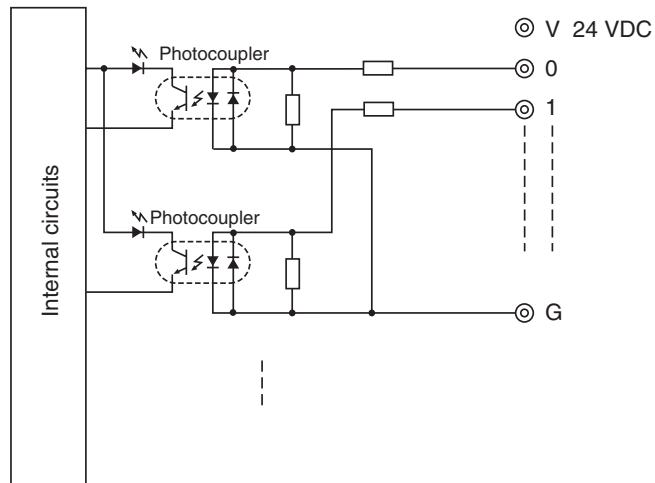 V 24 VDC
Photocoupler
0
1
Photocoupler
Internal circuits
G